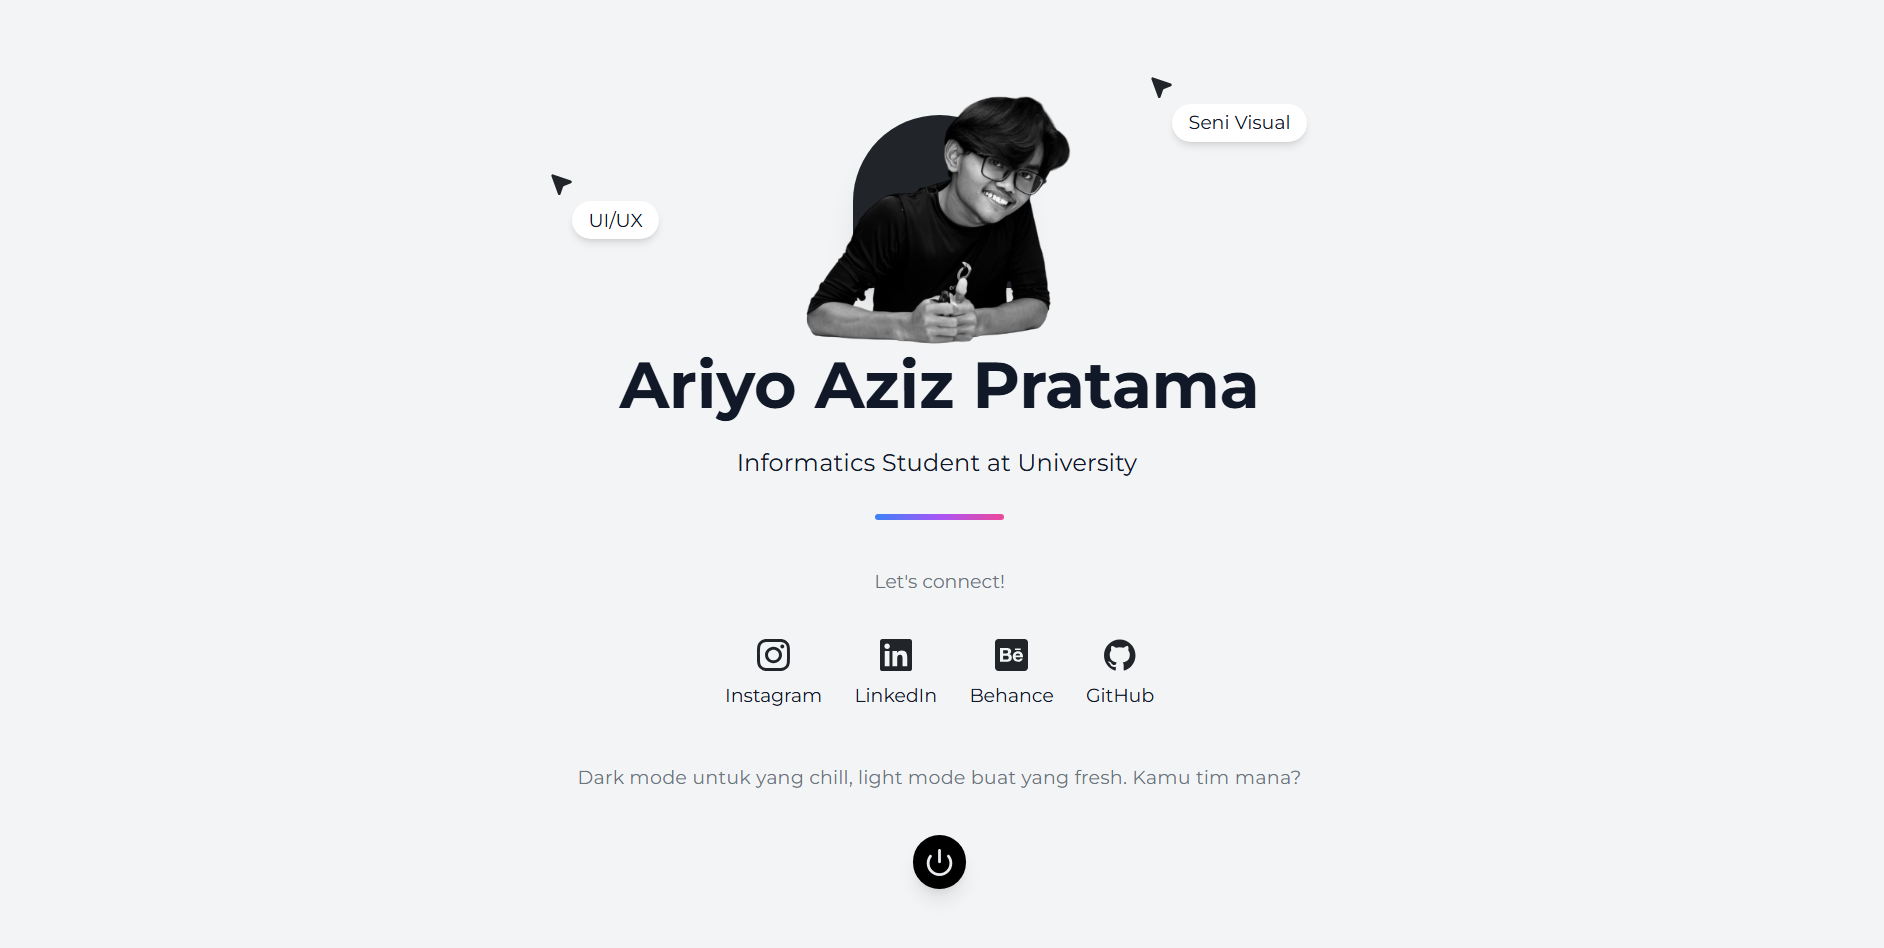 Seni Visual
UI/UX
Ariyo Aziz Pratama
Informatics Student at University
Let's connect!
Instagram
LinkedIn
Behance
GitHub
Dark mode untuk yang chill, light mode buat yang fresh. Kamu tim mana?